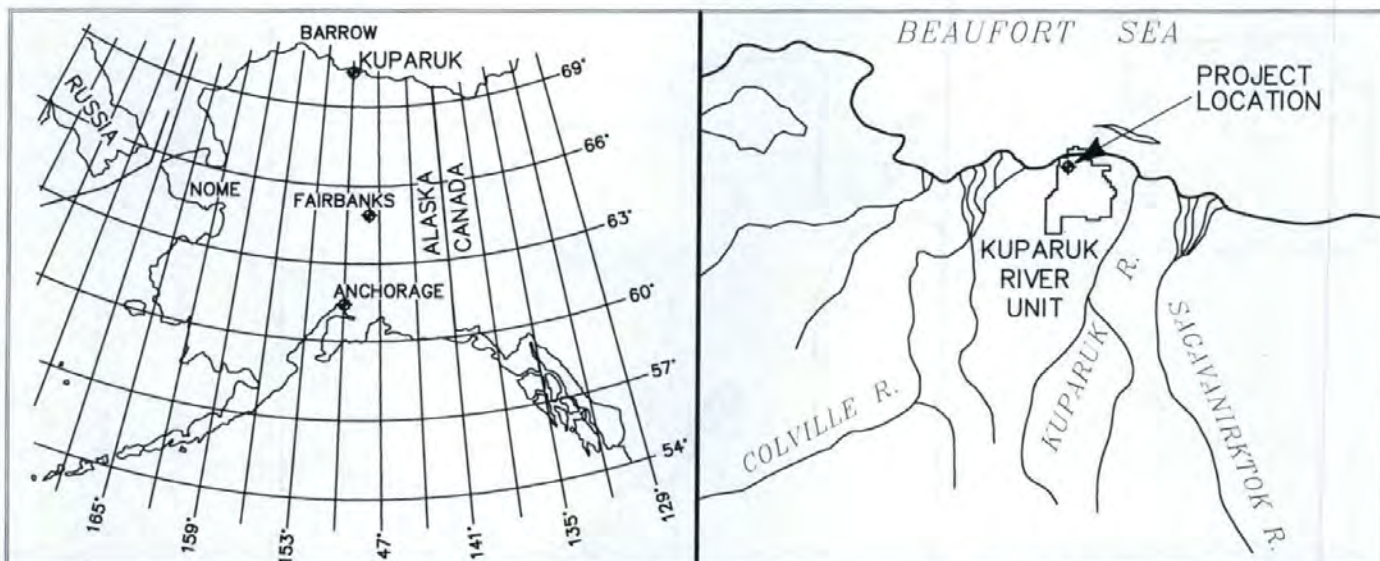 BARROW
KUPARUK
RUSSIA
NOME
FAIRBANKS
ALASKA
CANADA
ANCHORAGE
69°
66°
63°
60°
57°
54°
165°
159°
153°
147°
141°
135°
129°
BEAUFORT SEA
PROJECT
LOCATION
KUPARUK
RIVER
UNIT
COLVILLE R.
KUPARUK R.
SAGAVANIRKTOK R.